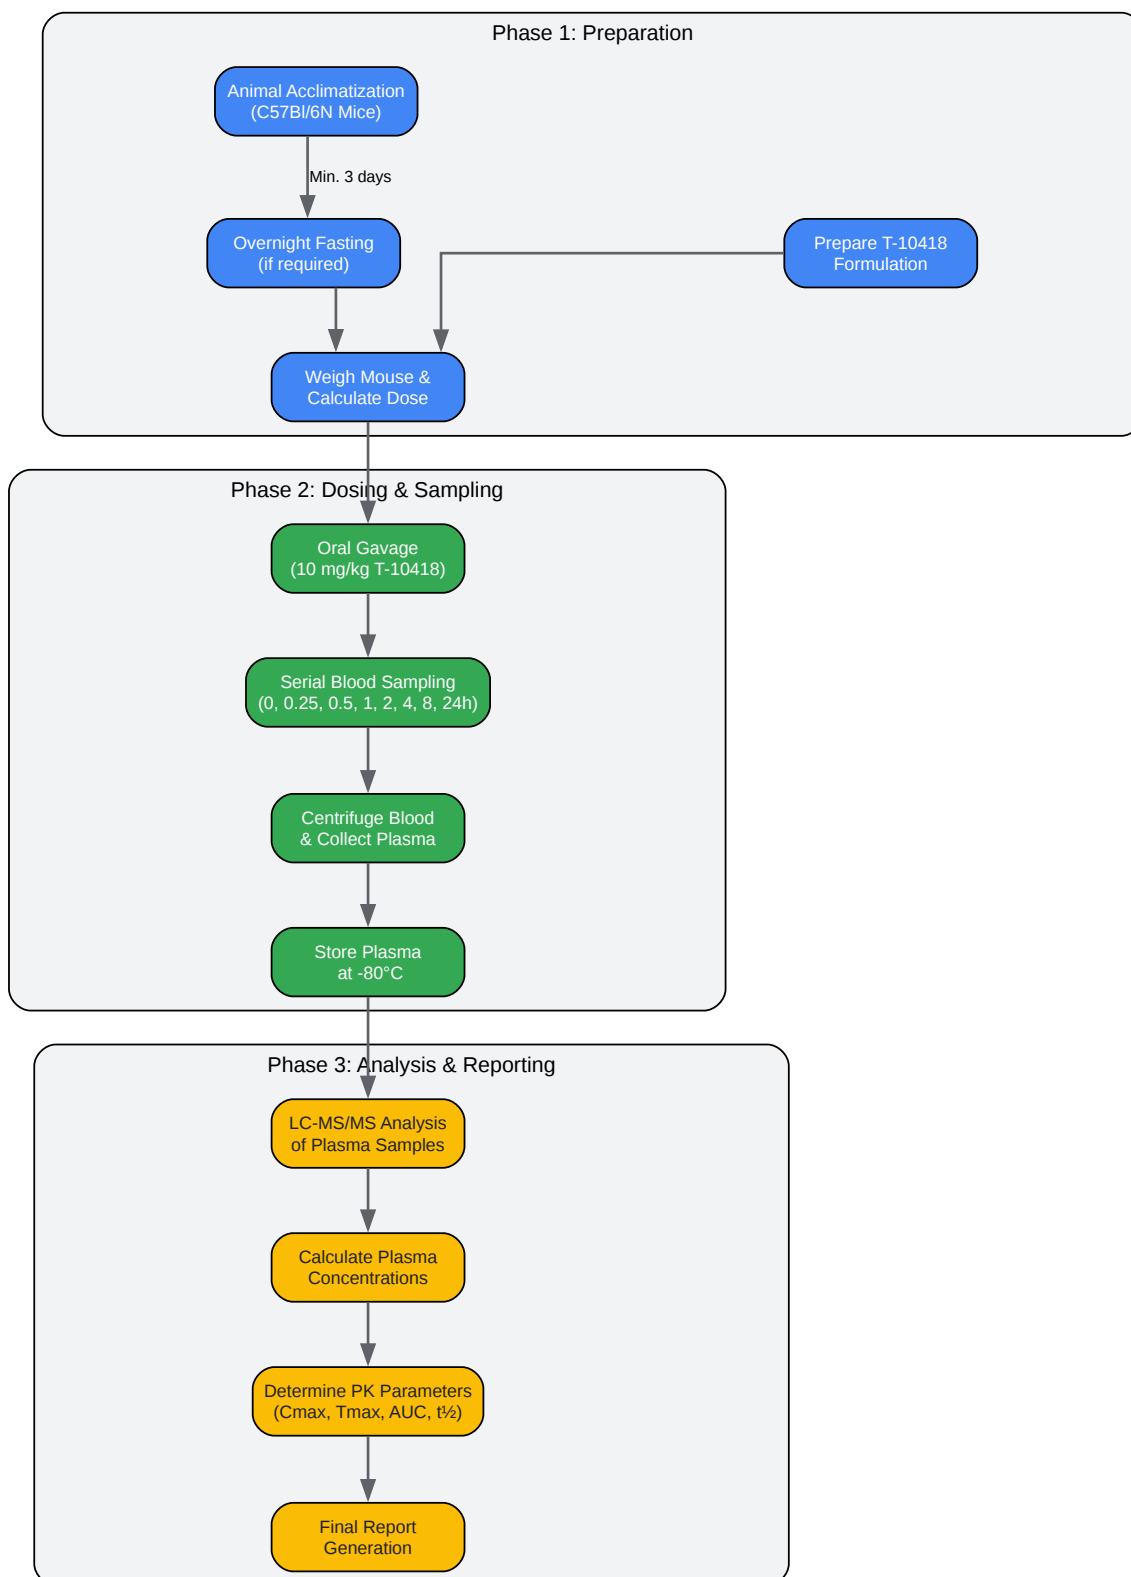 Phase 1: Preparation
Animal Acclimatization
(C57Bl/6N Mice)
Min. 3 days
Overnight Fasting
(if required)
Prepare T-10418
Formulation
Weigh Mouse &
Calculate Dose
Phase 2: Dosing & Sampling
Oral Gavage
(10 mg/kg T-10418)
Serial Blood Sampling
(0, 0.25, 0.5, 1, 2, 4, 8, 24h)
Centrifuge Blood
& Collect Plasma
Store Plasma
at -80°C
Phase 3: Analysis & Reporting
LC-MS/MS Analysis
of Plasma Samples
Calculate Plasma
Concentrations
Determine PK Parameters
(Cmax, Tmax, AUC, t½)
Final Report
Generation